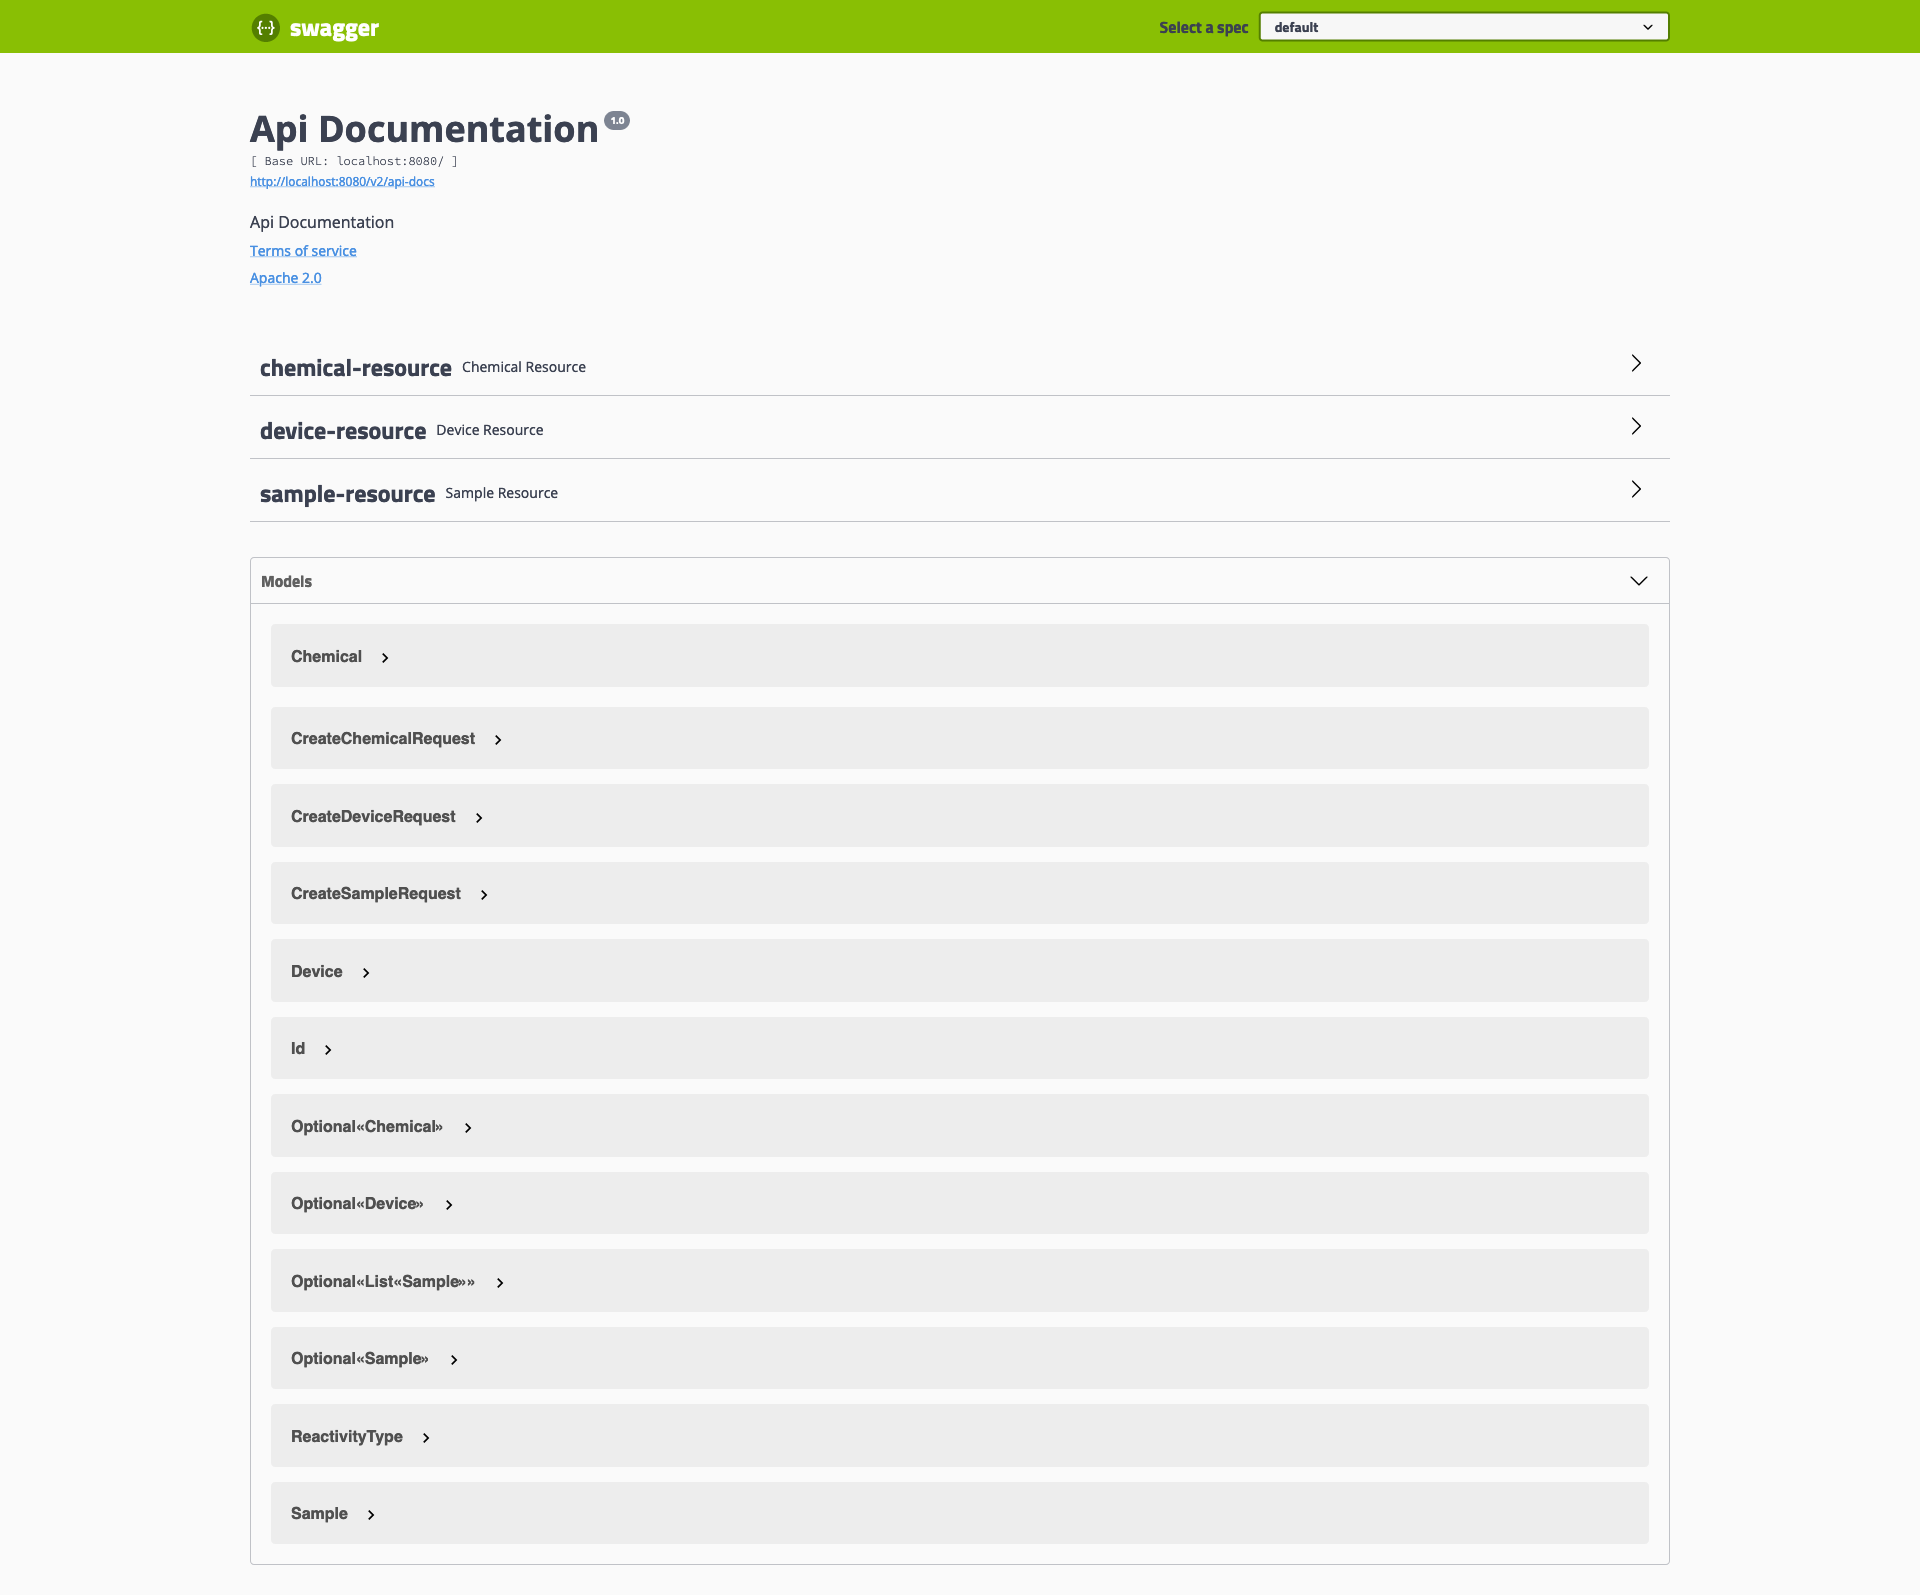 swagger
Select a spec default
Api Documentation 1.0
[ Base URL: localhost:8080/ ]
http://localhost:8080/v2/api-docs
Api Documentation
Terms of service
Apache 2.0
chemical-resource Chemical Resource
device-resource Device Resource
sample-resource Sample Resource
Models
Chemical
CreateChemicalRequest
CreateDeviceRequest
CreateSampleRequest
Device
Id
Optional«Chemical»
Optional«Device»
Optional«List«Sample»»
Optional«Sample»
ReactivityType
Sample